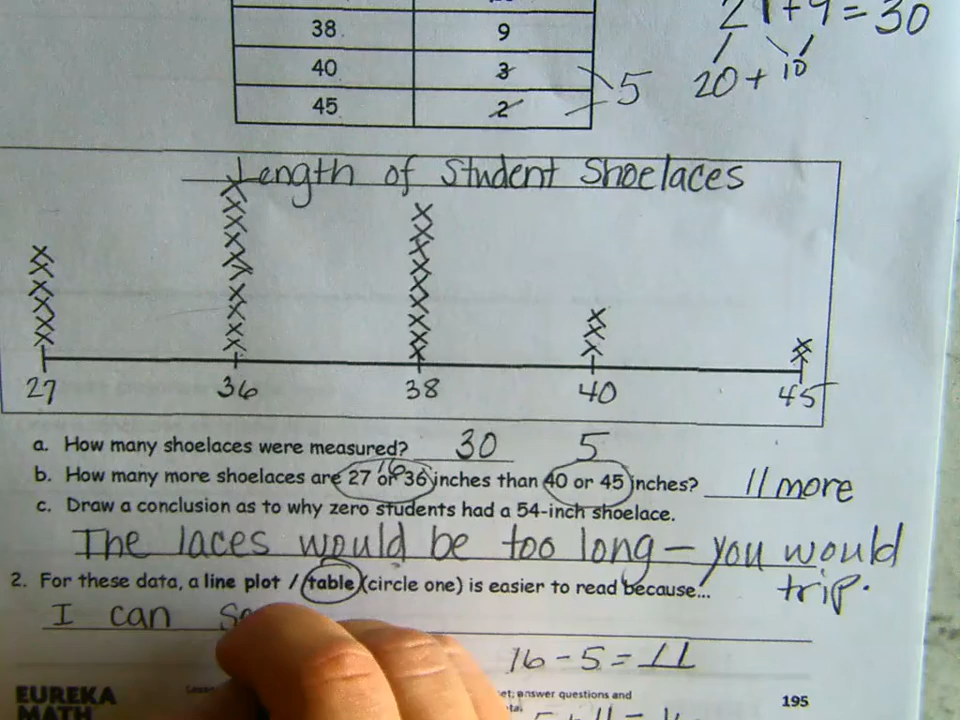 21 + 9 = 30
20 + 10
38 9
40 3
45 2
5
Length of Student Shoelaces
27 36 38 40 45
a. How many shoelaces were measured? 30
16 5
b. How many more shoelaces are 27 or 36 inches than 40 or 45 inches? 11 more
c. Draw a conclusion as to why zero students had a 54-inch shoelace.
The laces would be too long – you would
trip.
2. For these data, a line plot / table (circle one) is easier to read because...
I can
16 - 5 = 11
EUREKA
MATH
answer questions and
195